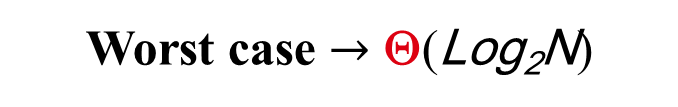 Worst case → Θ(Log₂N)